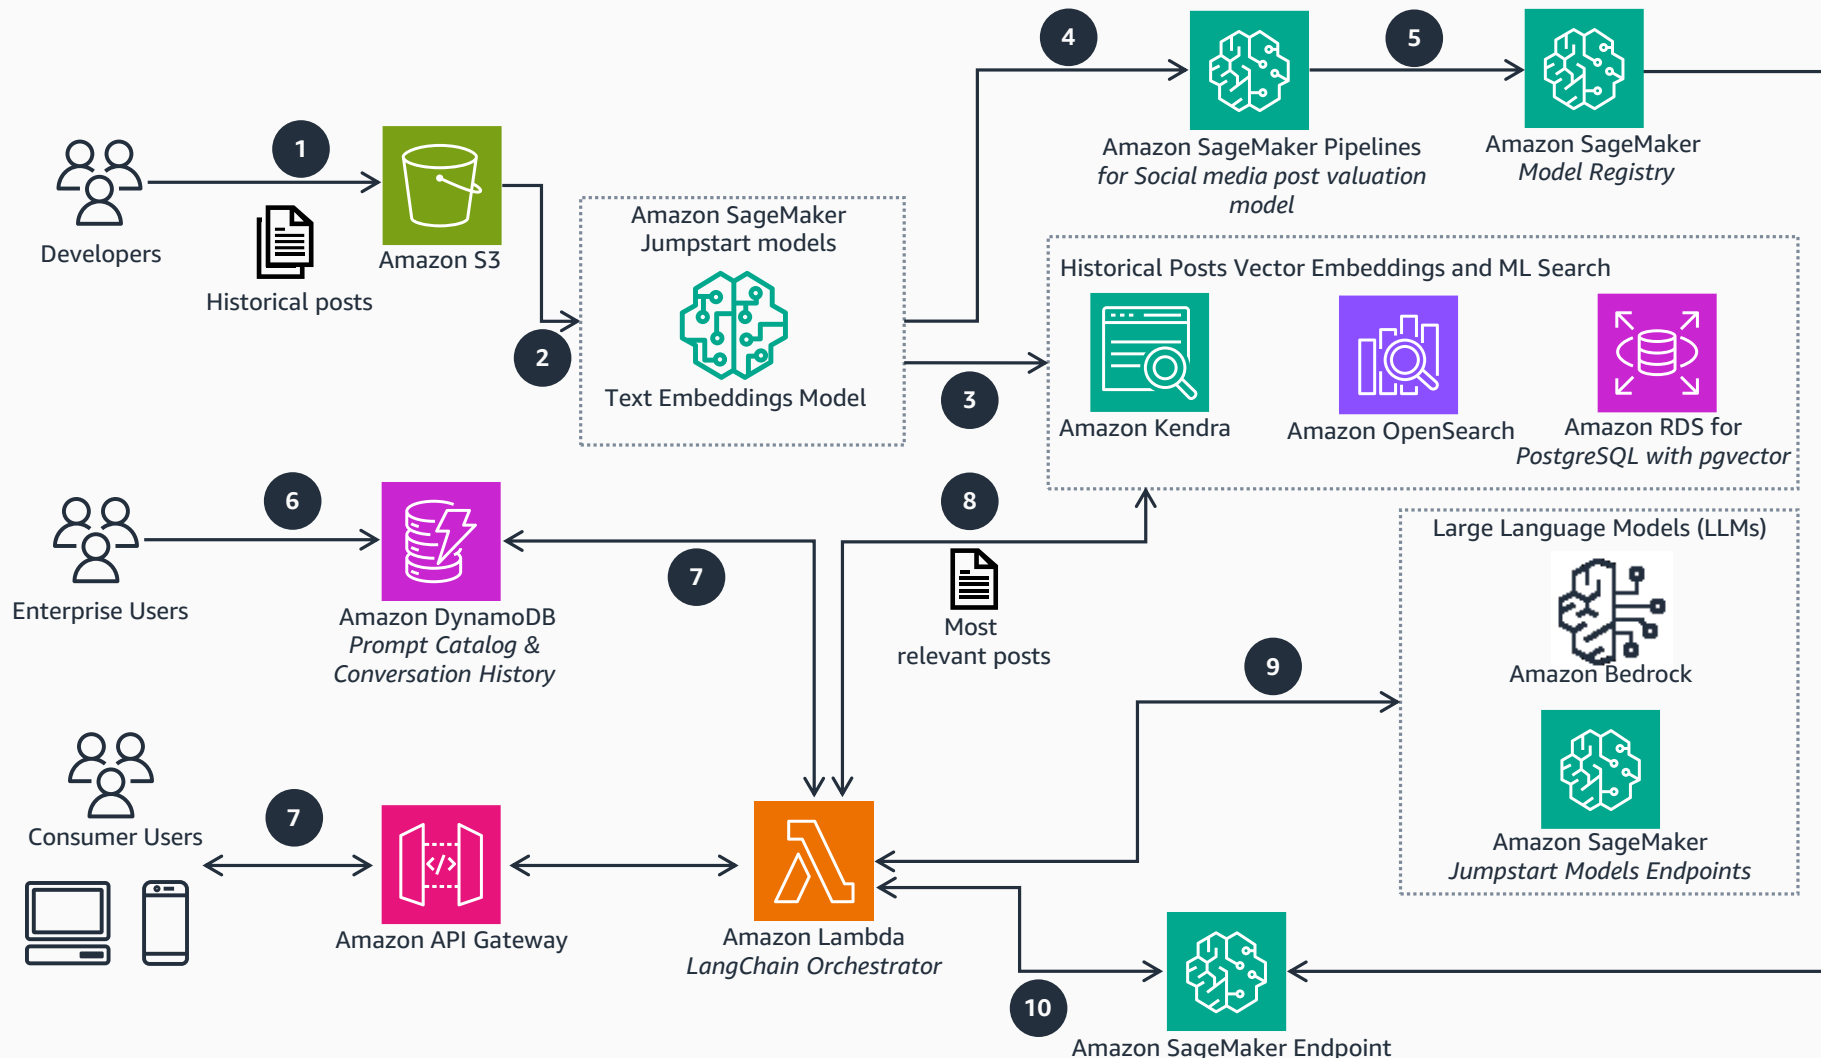 4
5
Amazon SageMaker Pipelines
for Social media post valuation
model
Amazon SageMaker
Model Registry
1
Developers
Historical posts
Amazon S3
2
Amazon SageMaker
Jumpstart models
Text Embeddings Model
3
Historical Posts Vector Embeddings and ML Search
Amazon Kendra
Amazon OpenSearch
Amazon RDS for
PostgreSQL with pgvector
6
Enterprise Users
Amazon DynamoDB
Prompt Catalog &
Conversation History
7
8
Most
relevant posts
9
Large Language Models (LLMs)
Amazon Bedrock
Amazon SageMaker
Jumpstart Models Endpoints
Consumer Users
7
</>
Amazon API Gateway
Amazon Lambda
LangChain Orchestrator
10
Amazon SageMaker Endpoint